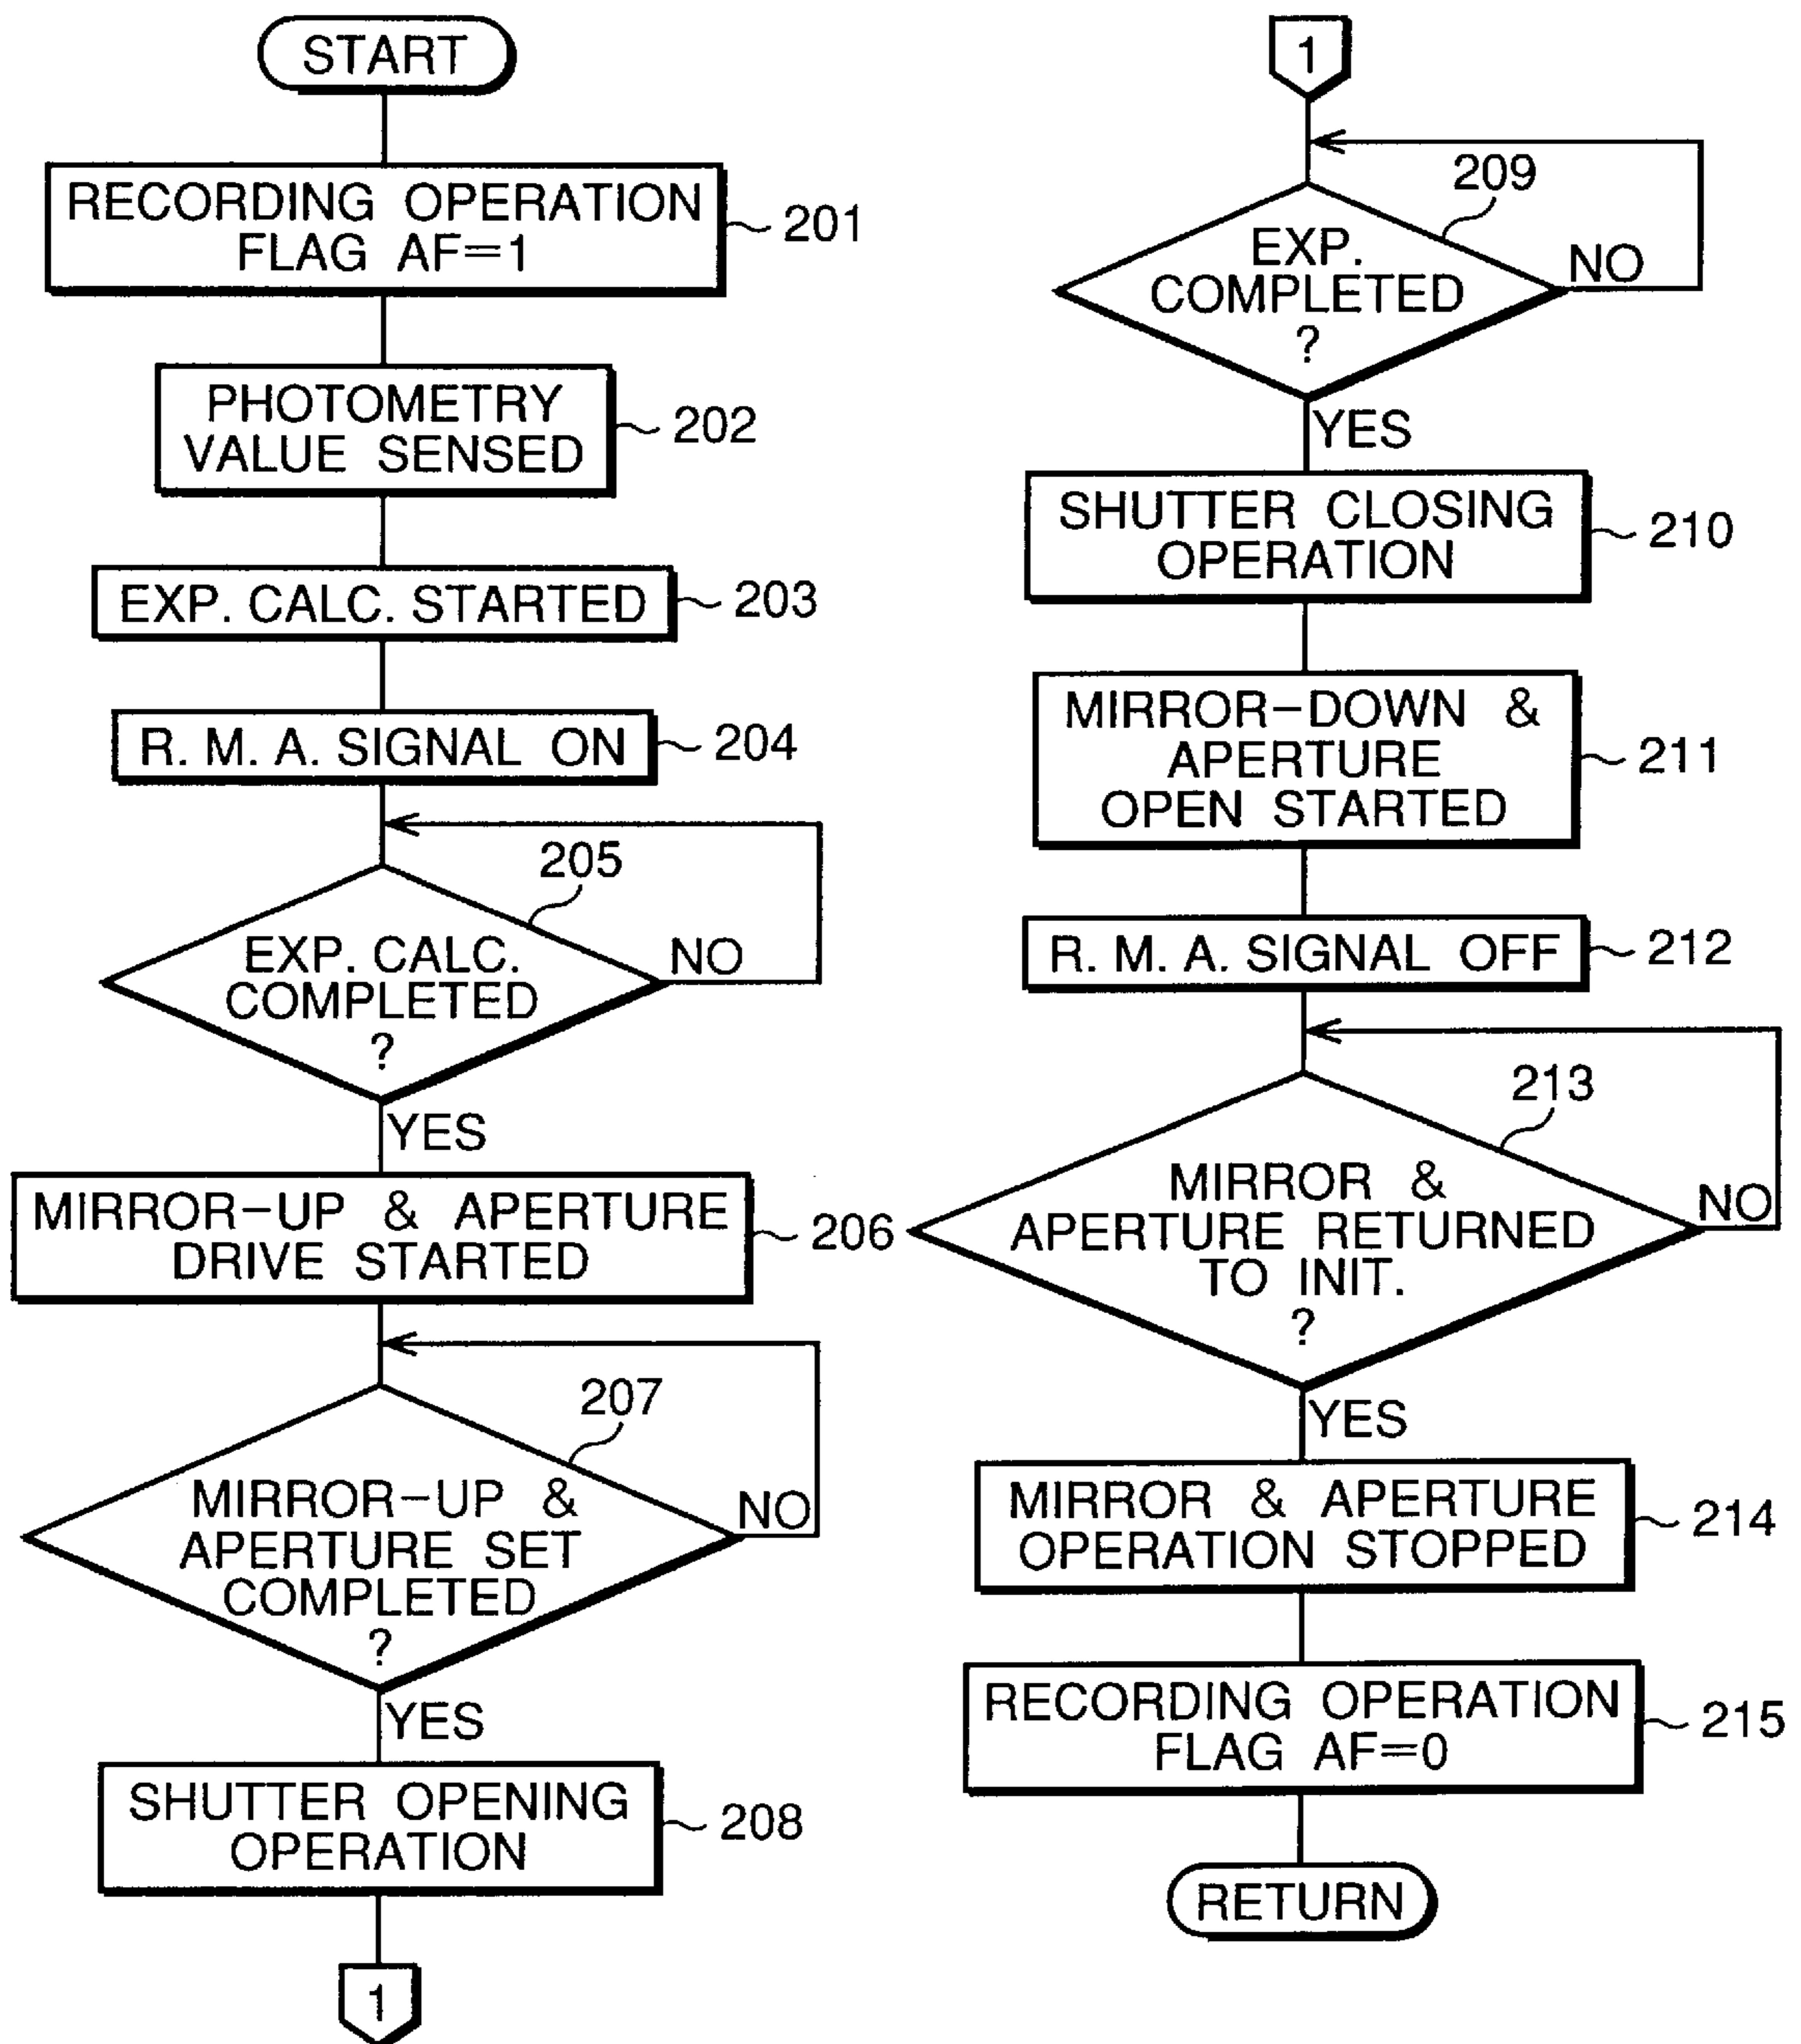 START
RECORDING OPERATION
FLAG AF=1
201
PHOTOMETRY
VALUE SENSED
202
EXP. CALC. STARTED
203
R. M. A. SIGNAL ON
204
205
EXP. CALC.
COMPLETED
?
NO
YES
MIRROR-UP & APERTURE
DRIVE STARTED
206
207
MIRROR-UP &
APERTURE SET
COMPLETED
?
NO
YES
SHUTTER OPENING
OPERATION
208
1
1
209
EXP.
COMPLETED
?
NO
YES
SHUTTER CLOSING
OPERATION
210
MIRROR-DOWN &
APERTURE
OPEN STARTED
211
R. M. A. SIGNAL OFF
212
213
MIRROR &
APERTURE RETURNED
TO INIT.
?
NO
YES
MIRROR & APERTURE
OPERATION STOPPED
214
RECORDING OPERATION
FLAG AF=0
215
RETURN